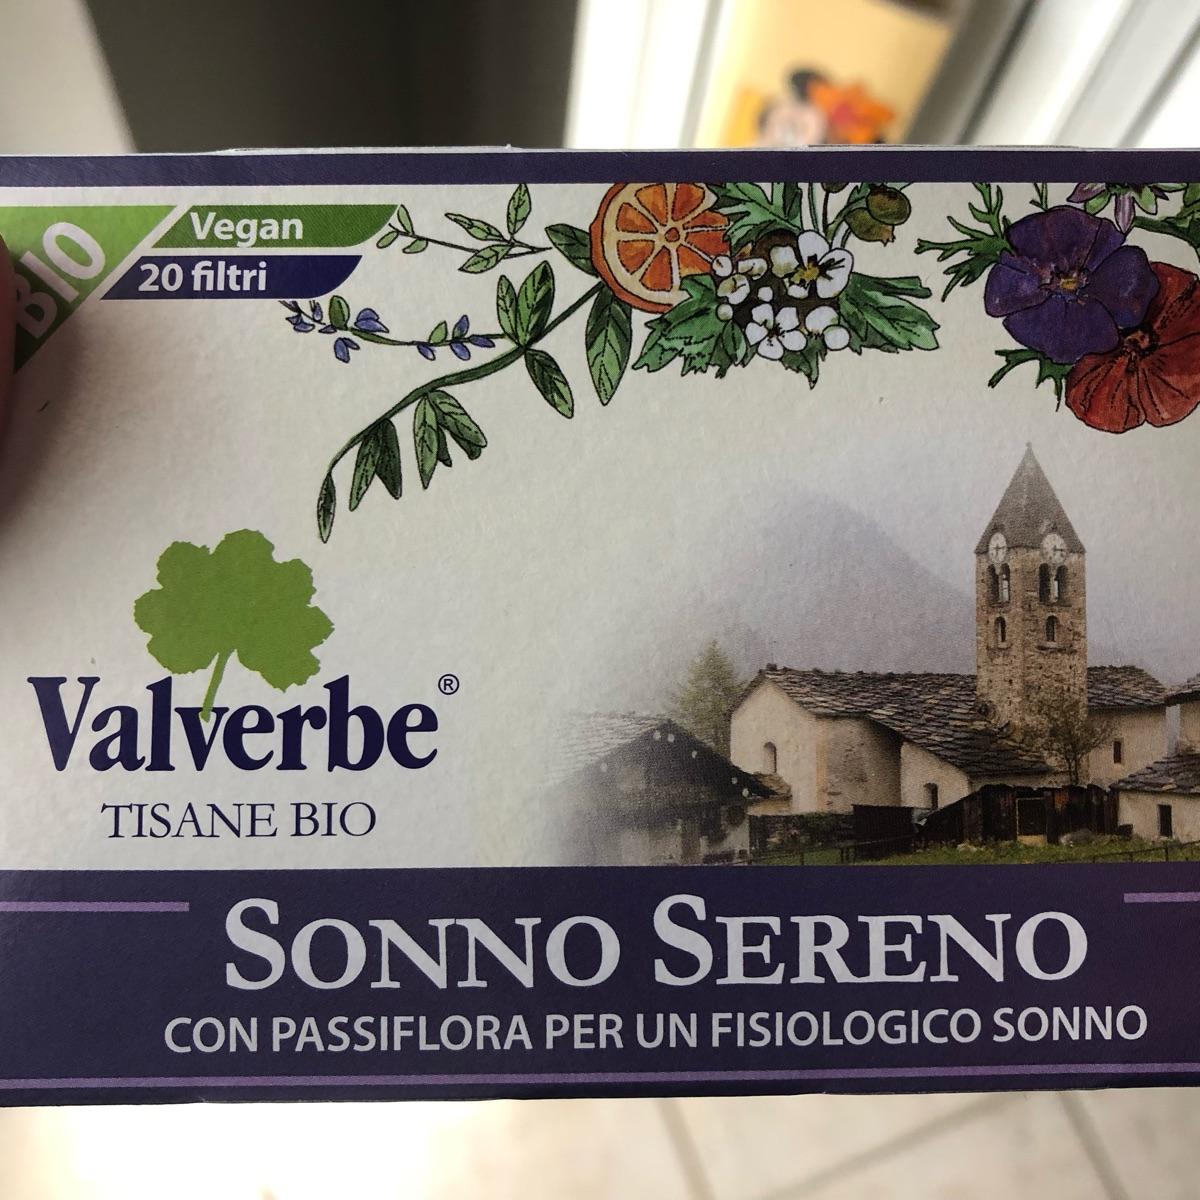 BIO
Vegan
20 filtri
Valverbe®
TISANE BIO
SONNO SERENO
CON PASSIFLORA PER UN FISIOLOGICO SONNO